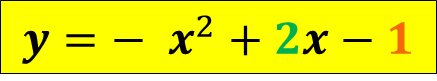 y = − x² + 2x − 1